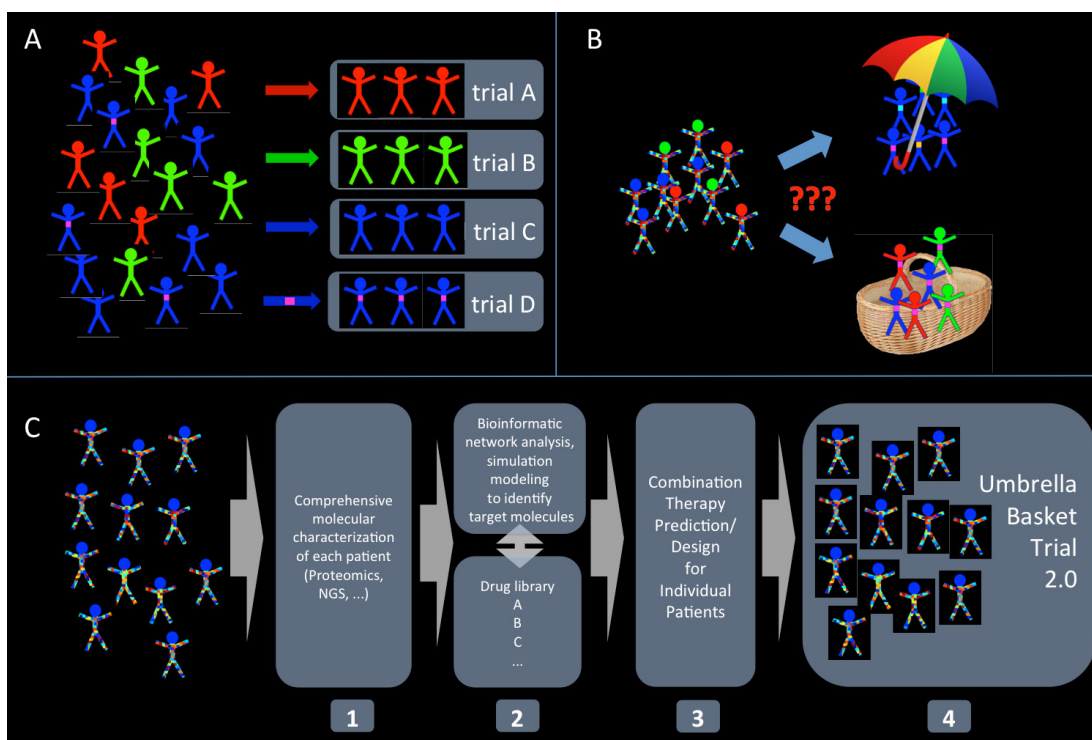 A
trial A
trial B
trial C
trial D
B
???
C
Comprehensive
molecular
characterization
of each patient
(Proteomics,
NGS, ...)
1
Bioinformatic
network analysis,
simulation
modeling
to identify
target molecules
Drug library
A
B
C
...
2
Combination
Therapy
Prediction/
Design
for
Individual
Patients
3
Umbrella
Basket
Trial
2.0
4